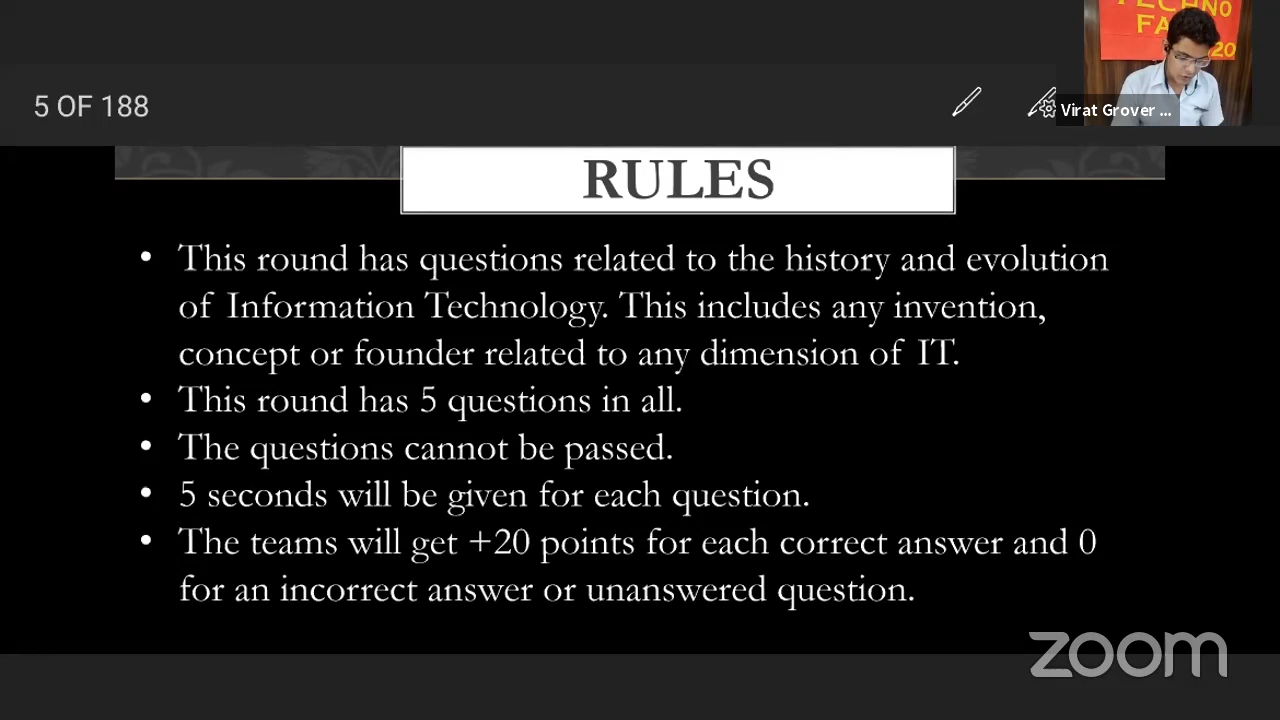 TECHNO
FA 20
5 OF 188
Virat Grover ...
RULES
• This round has questions related to the history and evolution
of Information Technology. This includes any invention,
concept or founder related to any dimension of IT.
• This round has 5 questions in all.
• The questions cannot be passed.
• 5 seconds will be given for each question.
• The teams will get +20 points for each correct answer and 0
for an incorrect answer or unanswered question.
zoom